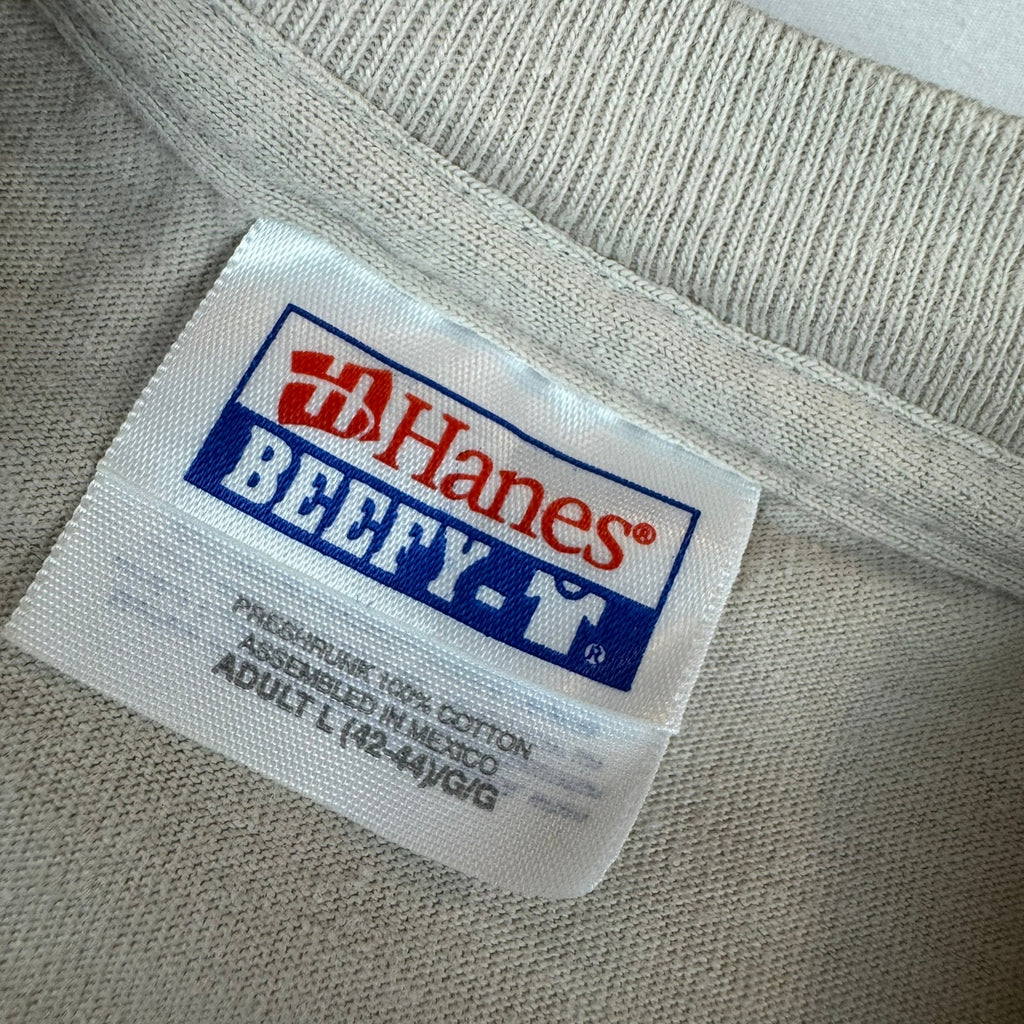 Hanes®
BEEFY-T®
PRESHRUNK 100% COTTON
ASSEMBLED IN MEXICO
ADULT L (42-44)/G/G